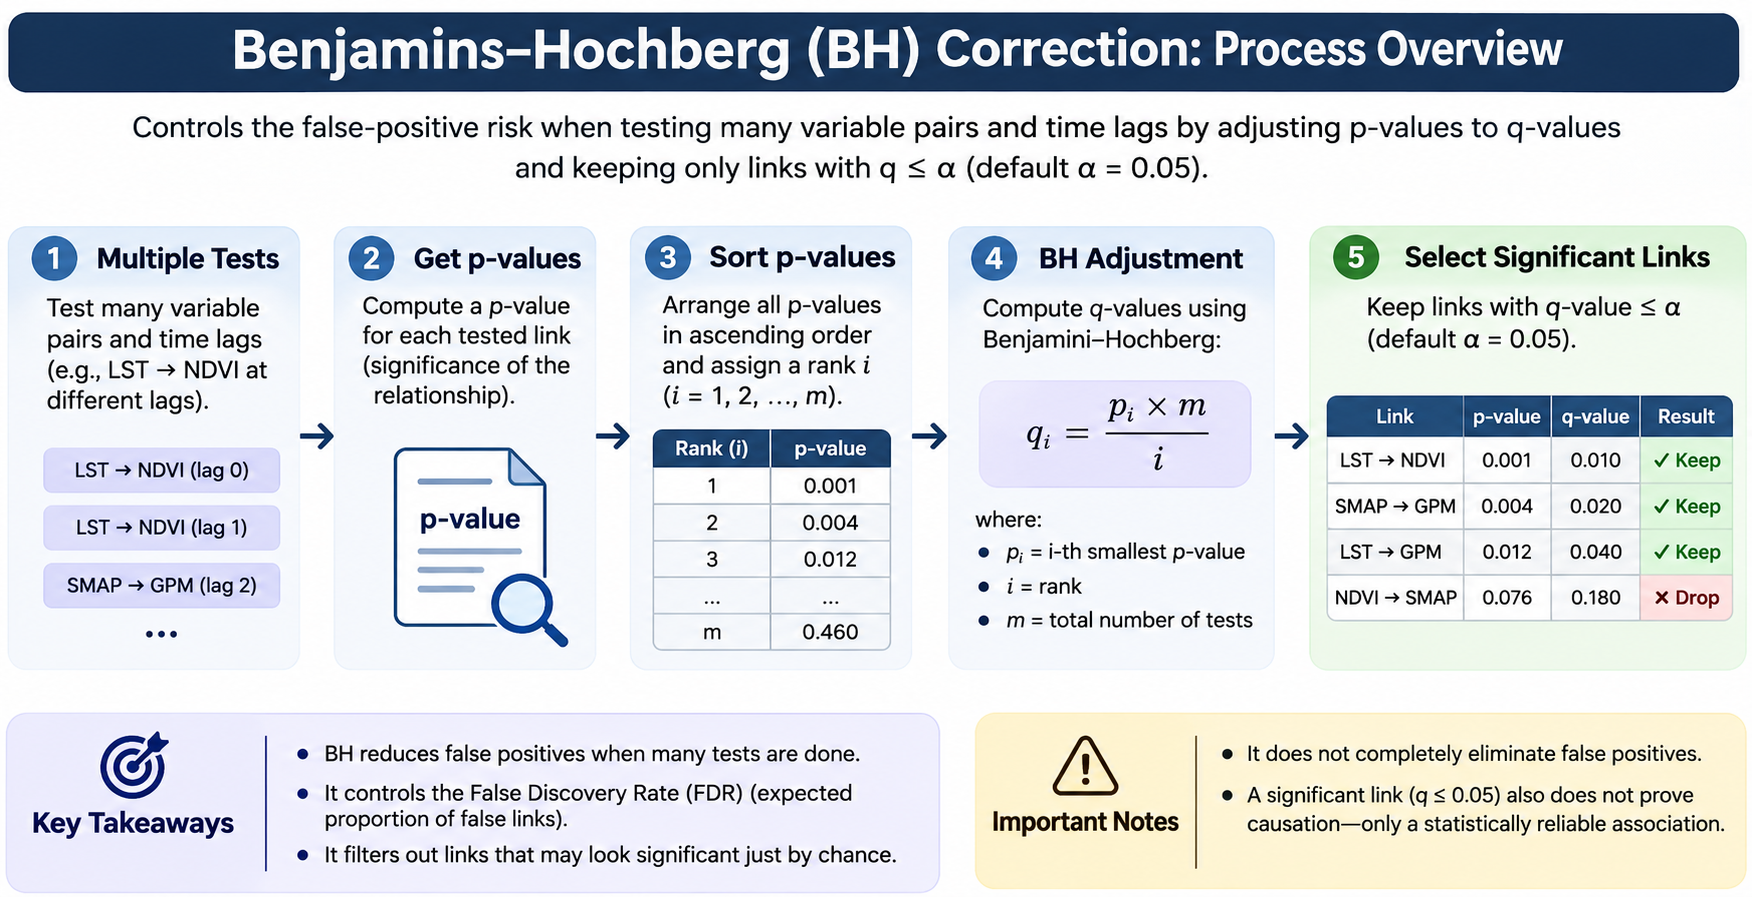 Benjamins–Hochberg (BH) Correction: Process Overview
Controls the false-positive risk when testing many variable pairs and time lags by adjusting p-values to q-values
and keeping only links with q ≤ α (default α = 0.05).
1 Multiple Tests
Test many variable
pairs and time lags
(e.g., LST → NDVI at
different lags).
LST → NDVI (lag 0)
LST → NDVI (lag 1)
SMAP → GPM (lag 2)
...
2 Get p-values
Compute a p-value
for each tested link
(significance of the
relationship).
p-value
3 Sort p-values
Arrange all p-values
in ascending order
and assign a rank i
(i = 1, 2, ..., m).
Rank (i) p-value
1 0.001
2 0.004
3 0.012
... ...
m 0.460
4 BH Adjustment
Compute q-values using
Benjamini–Hochberg:
qᵢ = pᵢ × m / i
where:
• pᵢ = i-th smallest p-value
• i = rank
• m = total number of tests
5 Select Significant Links
Keep links with q-value ≤ α
(default α = 0.05).
Link p-value q-value Result
LST → NDVI 0.001 0.010 ✓ Keep
SMAP → GPM 0.004 0.020 ✓ Keep
LST → GPM 0.012 0.040 ✓ Keep
NDVI → SMAP 0.076 0.180 ✗ Drop
Key Takeaways
• BH reduces false positives when many tests are done.
• It controls the False Discovery Rate (FDR) (expected
proportion of false links).
• It filters out links that may look significant just by chance.
Important Notes
• It does not completely eliminate false positives.
• A significant link (q ≤ 0.05) also does not prove
causation—only a statistically reliable association.